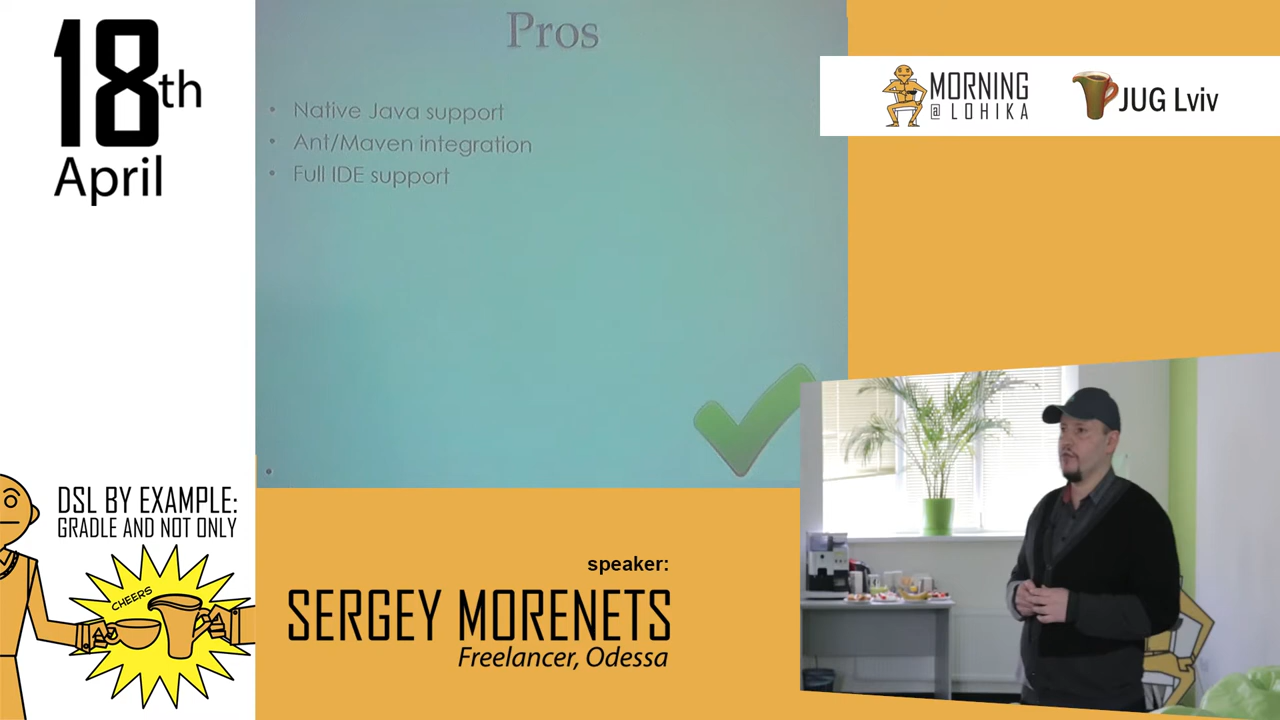 18th
April
Pros
• Native Java support
• Ant/Maven integration
• Full IDE support
MORNING
@LOHIKA
JUG Lviv
DSL BY EXAMPLE:
GRADLE AND NOT ONLY
CHEERS
speaker:
SERGEY MORENETS
Freelancer, Odessa